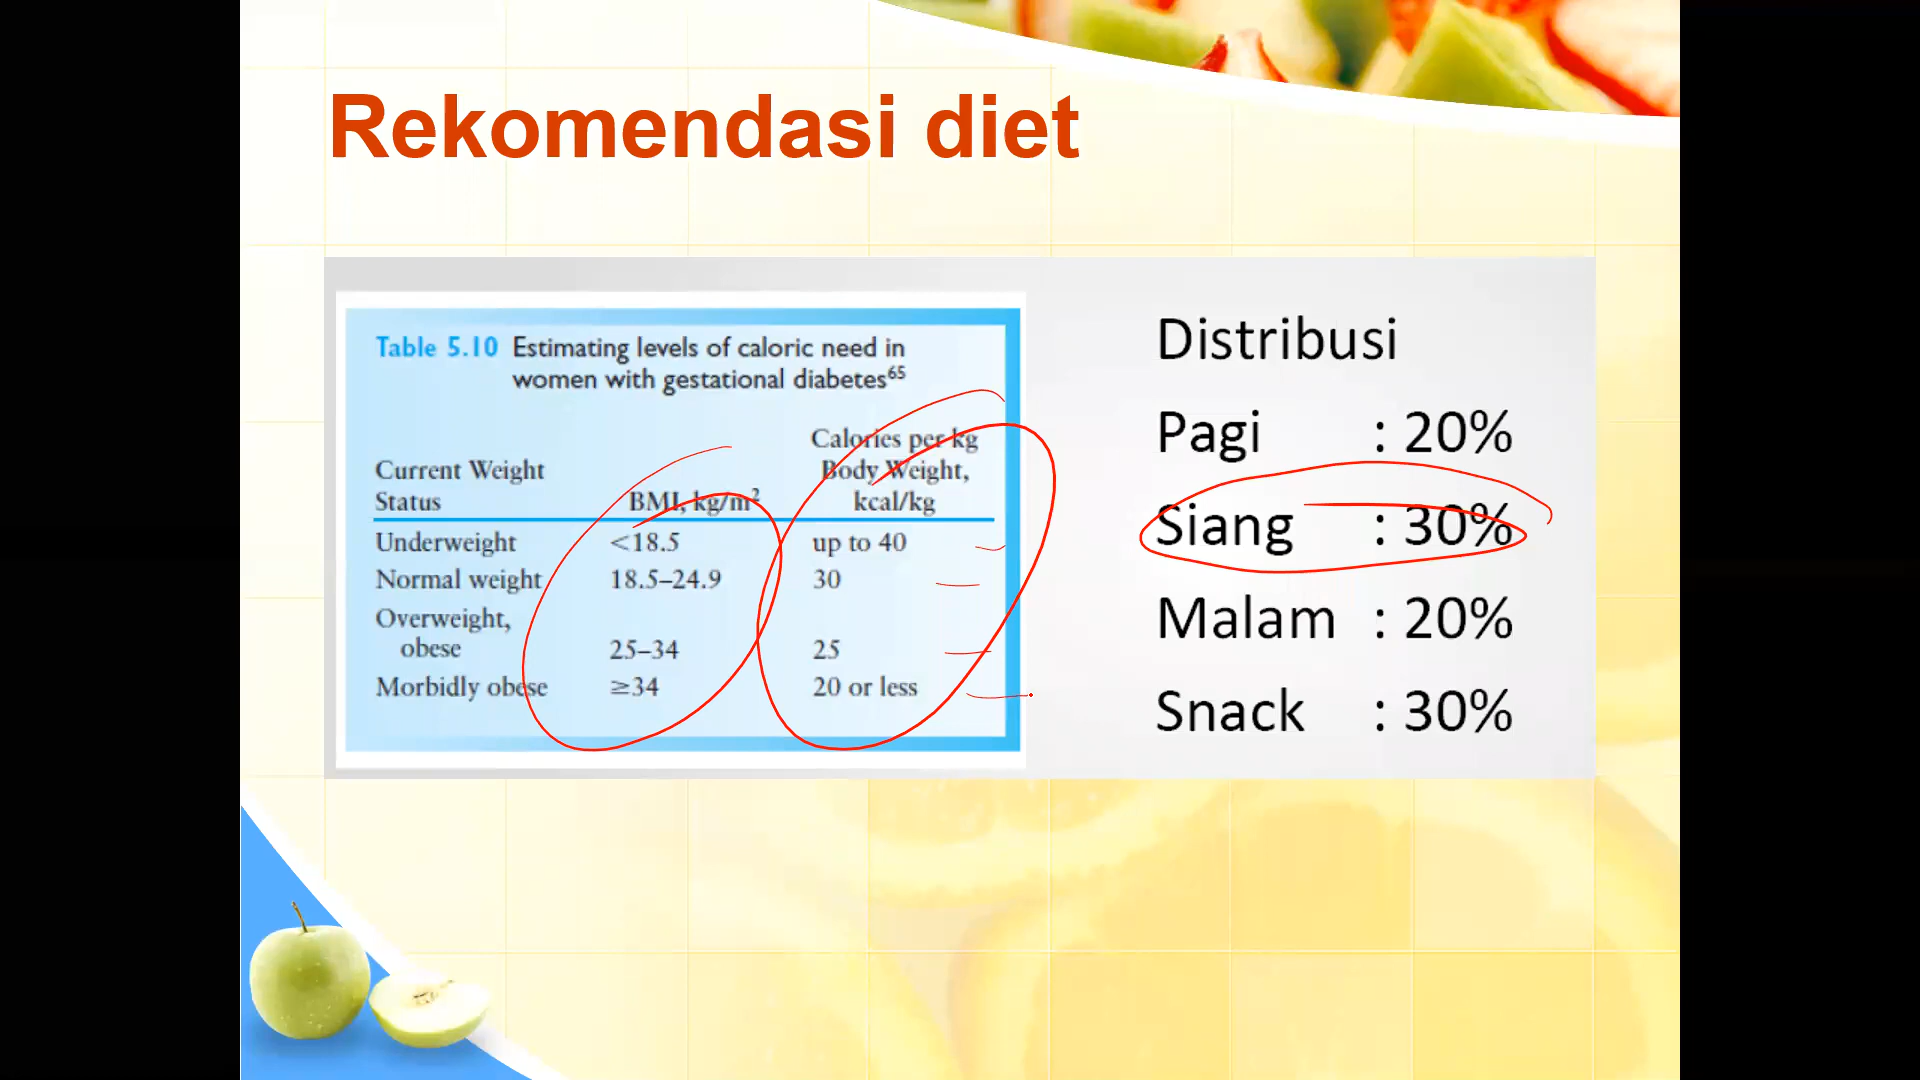 Rekomendasi diet
Table 5.10 Estimating levels of caloric need in
women with gestational diabetes65
Current Weight
Status
BMI, kg/m2
Calories per kg
Body Weight,
kcal/kg
Underweight <18.5 up to 40
Normal weight 18.5–24.9 30
Overweight,
obese 25–34 25
Morbidly obese ≥34 20 or less
Distribusi
Pagi : 20%
Siang : 30%
Malam : 20%
Snack : 30%